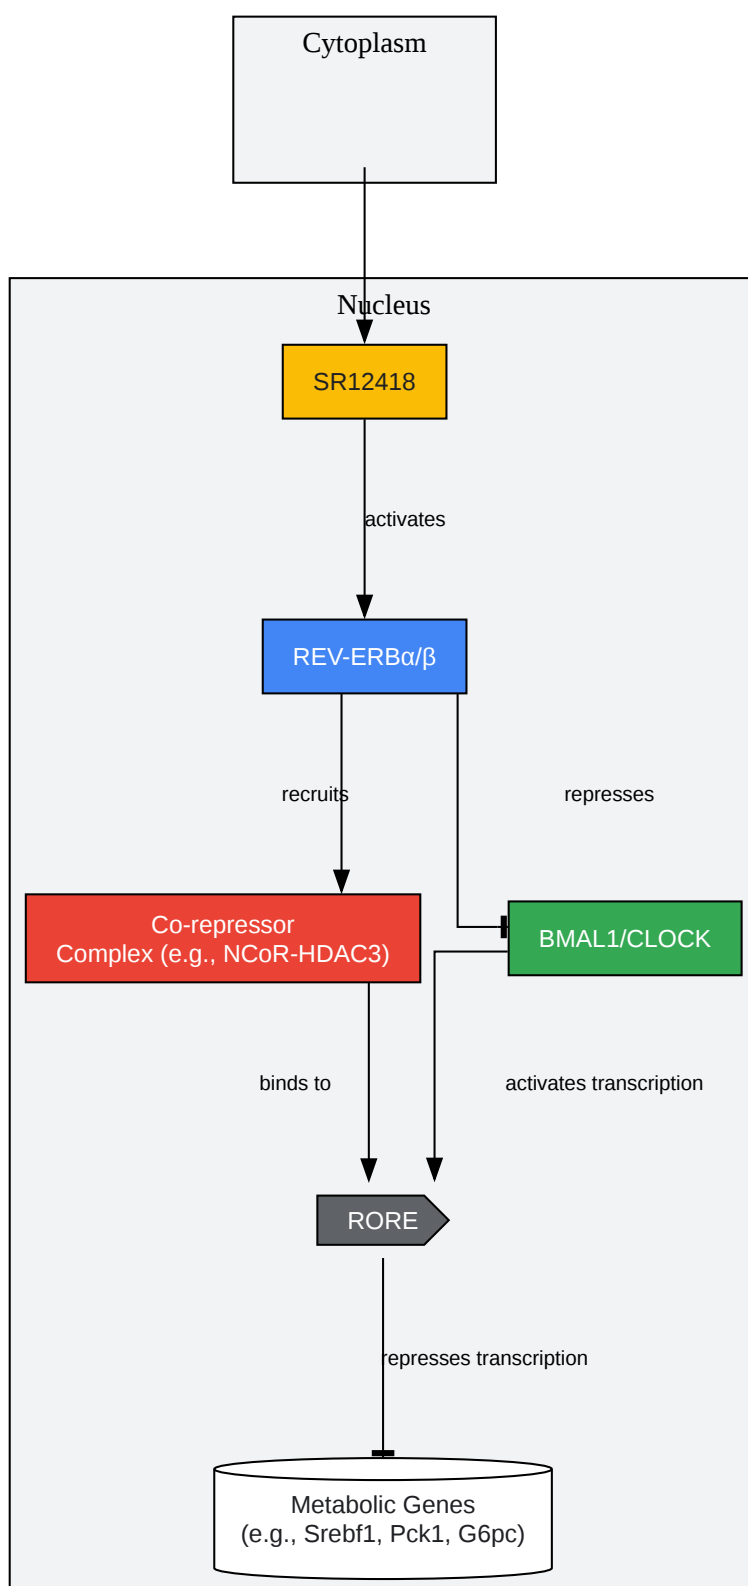 Cytoplasm
Nucleus
SR12418
activates
REV-ERBα/β
recruits
represses
Co-repressor
Complex (e.g., NCoR-HDAC3)
BMAL1/CLOCK
binds to
activates transcription
RORE
represses transcription
Metabolic Genes
(e.g., Srebf1, Pck1, G6pc)